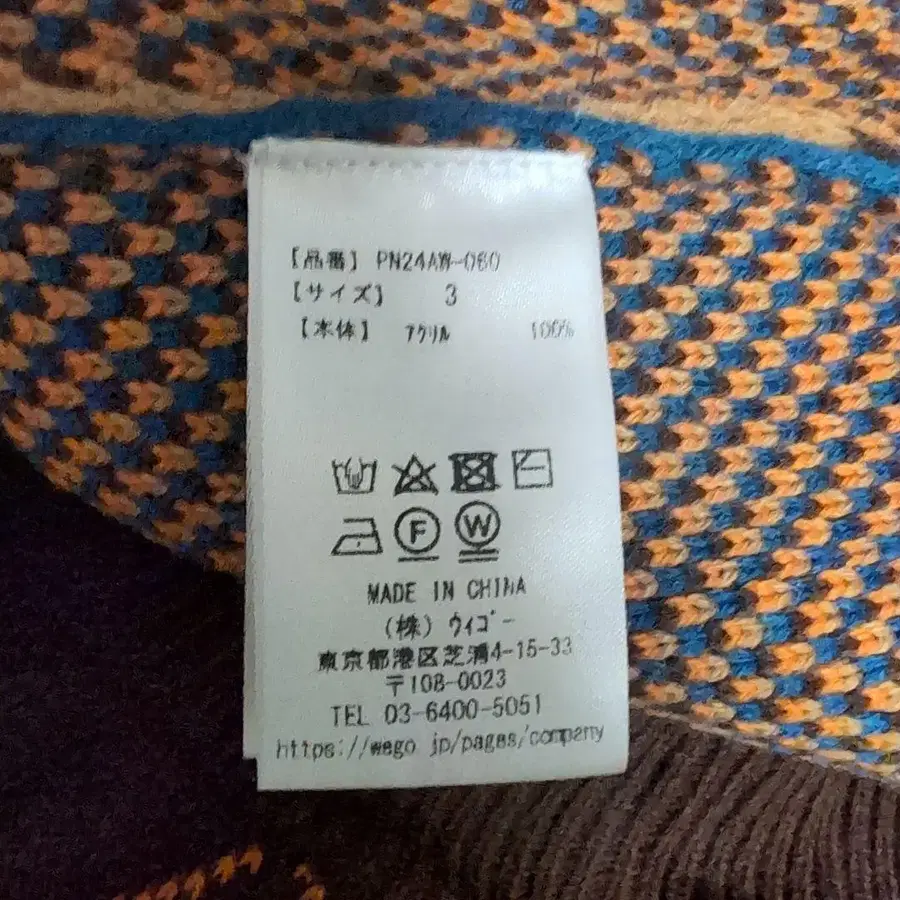 【品番】 PN24AW-060
【サイズ】 3
【本体】 アクリル 100%
F W
MADE IN CHINA
(株) ウィゴー
東京都港区芝浦4-15-33
〒108-0023
TEL 03-6400-5051
https://wego.jp/pages/company